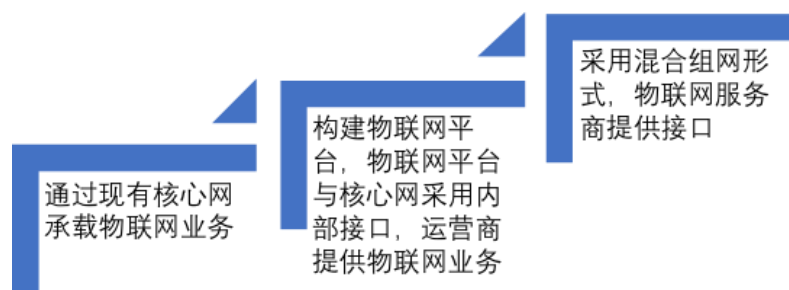 通过现有核心网
承载物联网业务
构建物联网平
台，物联网平台
与核心网采用内
部接口，运营商
提供物联网业务
采用混合组网形
式，物联网服务
商提供接口